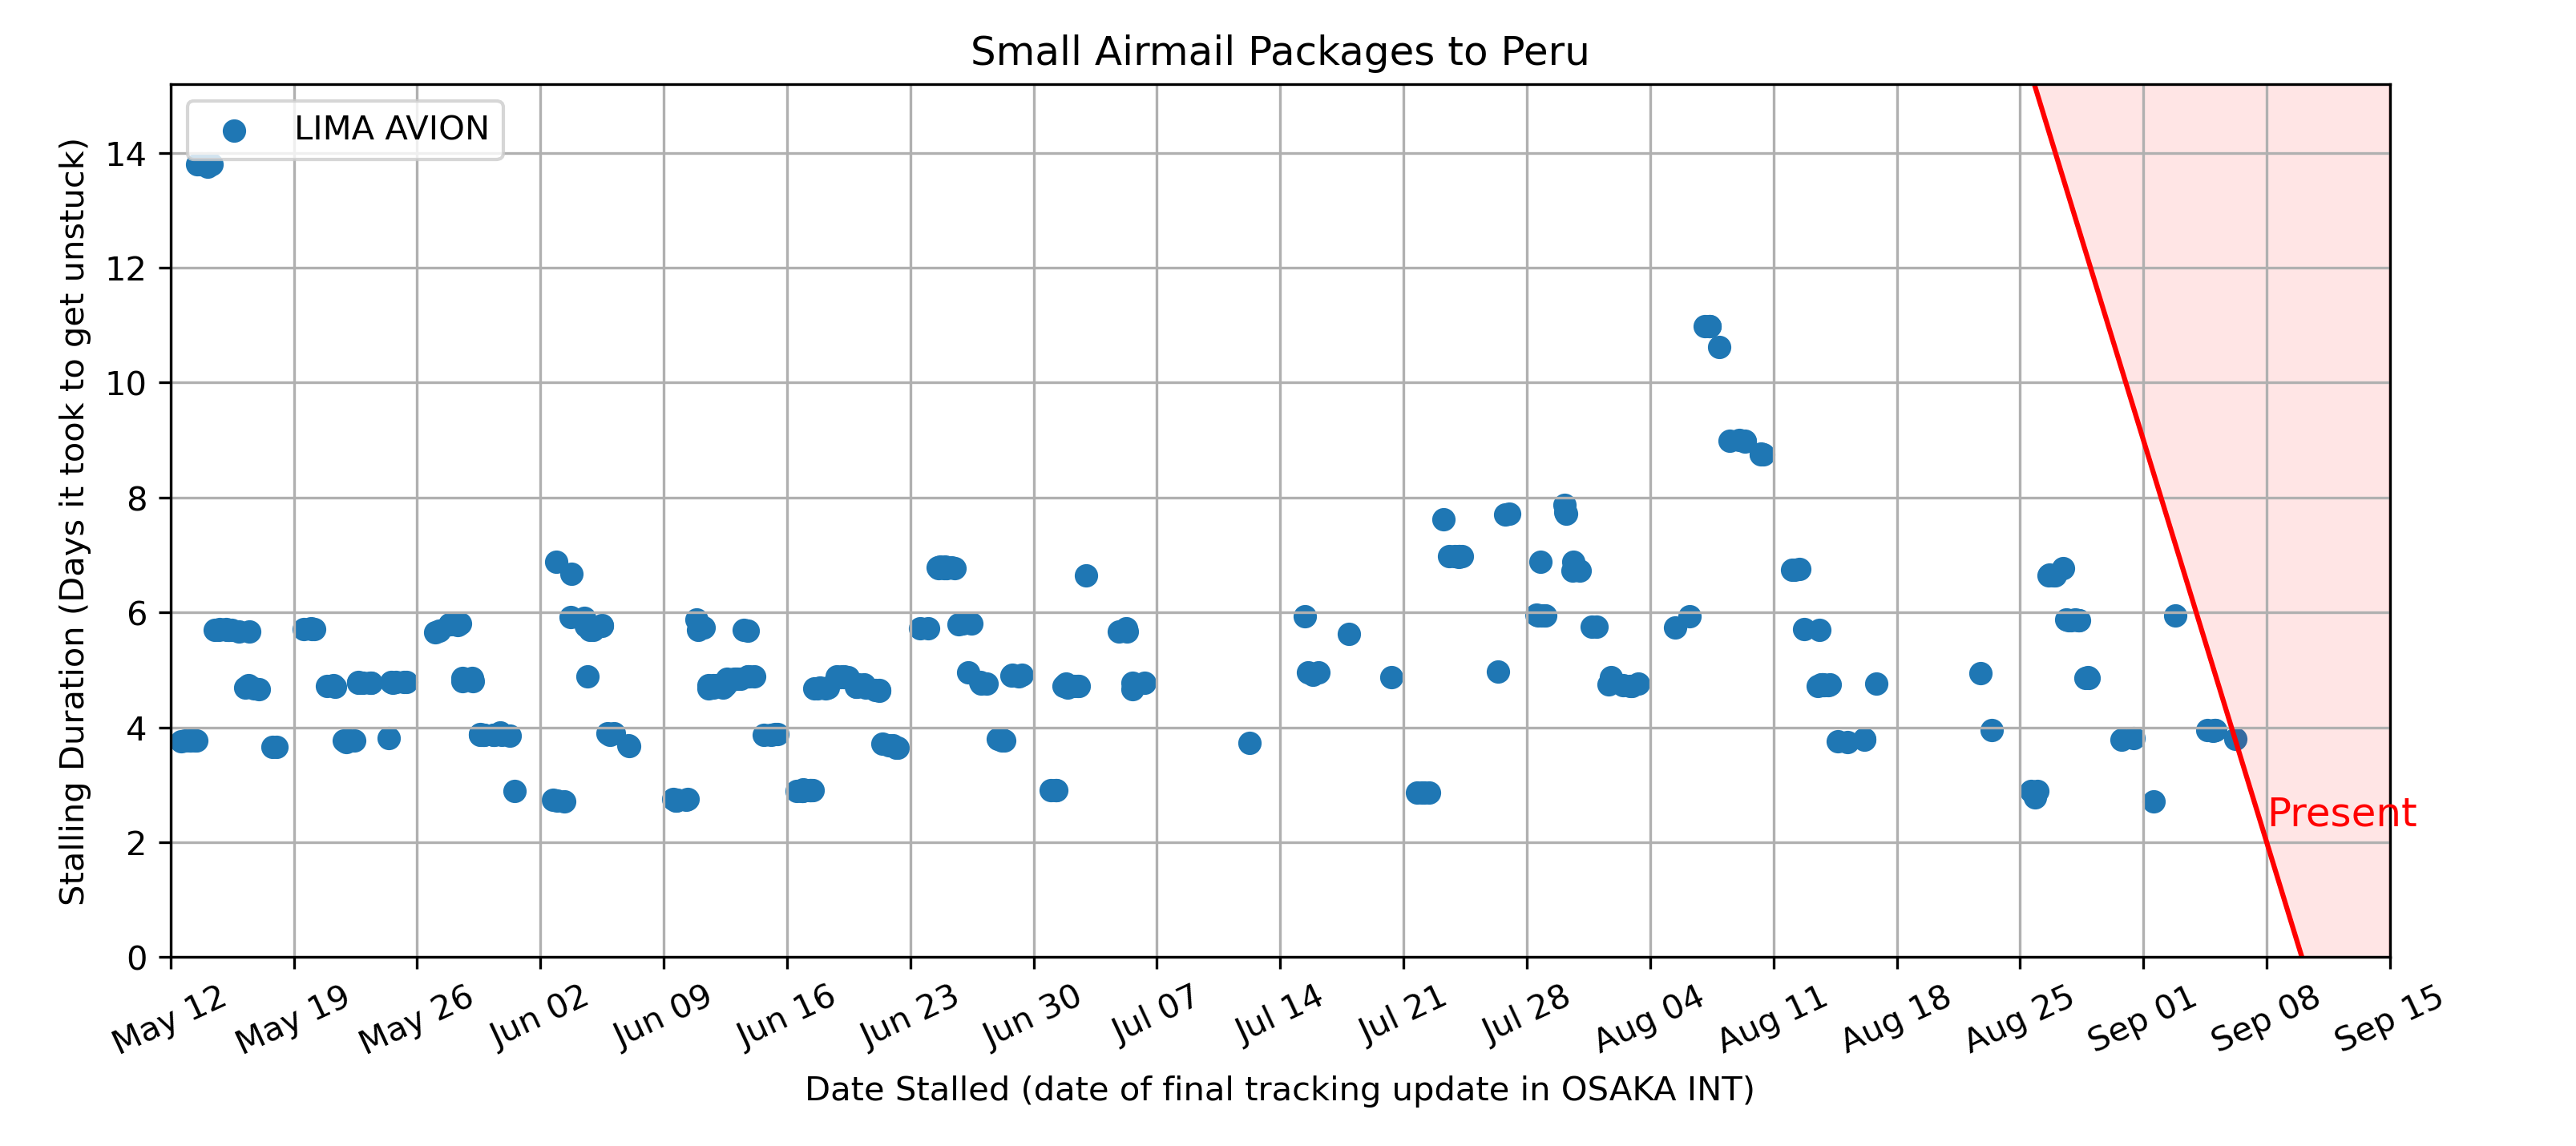 Small Airmail Packages to Peru
LIMA AVION
Stalling Duration (Days it took to get unstuck)
14
12
10
8
6
4
2
0
Present
May 12
May 19
May 26
Jun 02
Jun 09
Jun 16
Jun 23
Jun 30
Jul 07
Jul 14
Jul 21
Jul 28
Aug 04
Aug 11
Aug 18
Aug 25
Sep 01
Sep 08
Sep 15
Date Stalled (date of final tracking update in OSAKA INT)